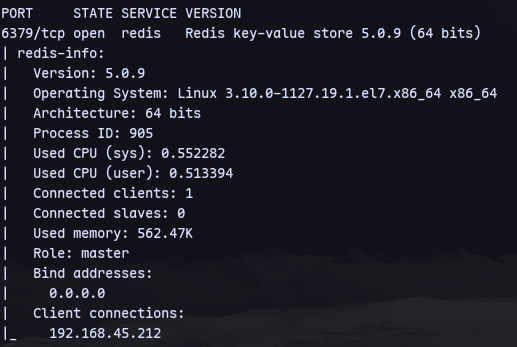 PORT     STATE SERVICE VERSION
6379/tcp open  redis   Redis key-value store 5.0.9 (64 bits)
| redis-info:
|   Version: 5.0.9
|   Operating System: Linux 3.10.0-1127.19.1.el7.x86_64 x86_64
|   Architecture: 64 bits
|   Process ID: 905
|   Used CPU (sys): 0.552282
|   Used CPU (user): 0.513394
|   Connected clients: 1
|   Connected slaves: 0
|   Used memory: 562.47K
|   Role: master
|   Bind addresses:
|     0.0.0.0
|   Client connections:
|_    192.168.45.212